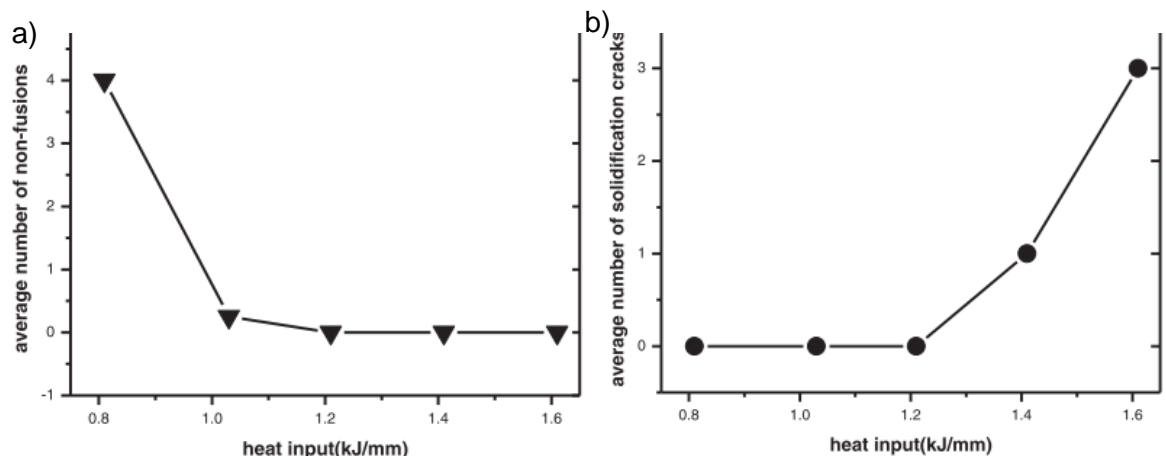 a)
average number of non-fusions
4
3
2
1
0
-1
0.8 1.0 1.2 1.4 1.6
heat input(kJ/mm)
b)
average number of solidification cracks
3
2
1
0
0.8 1.0 1.2 1.4 1.6
heat input(kJ/mm)